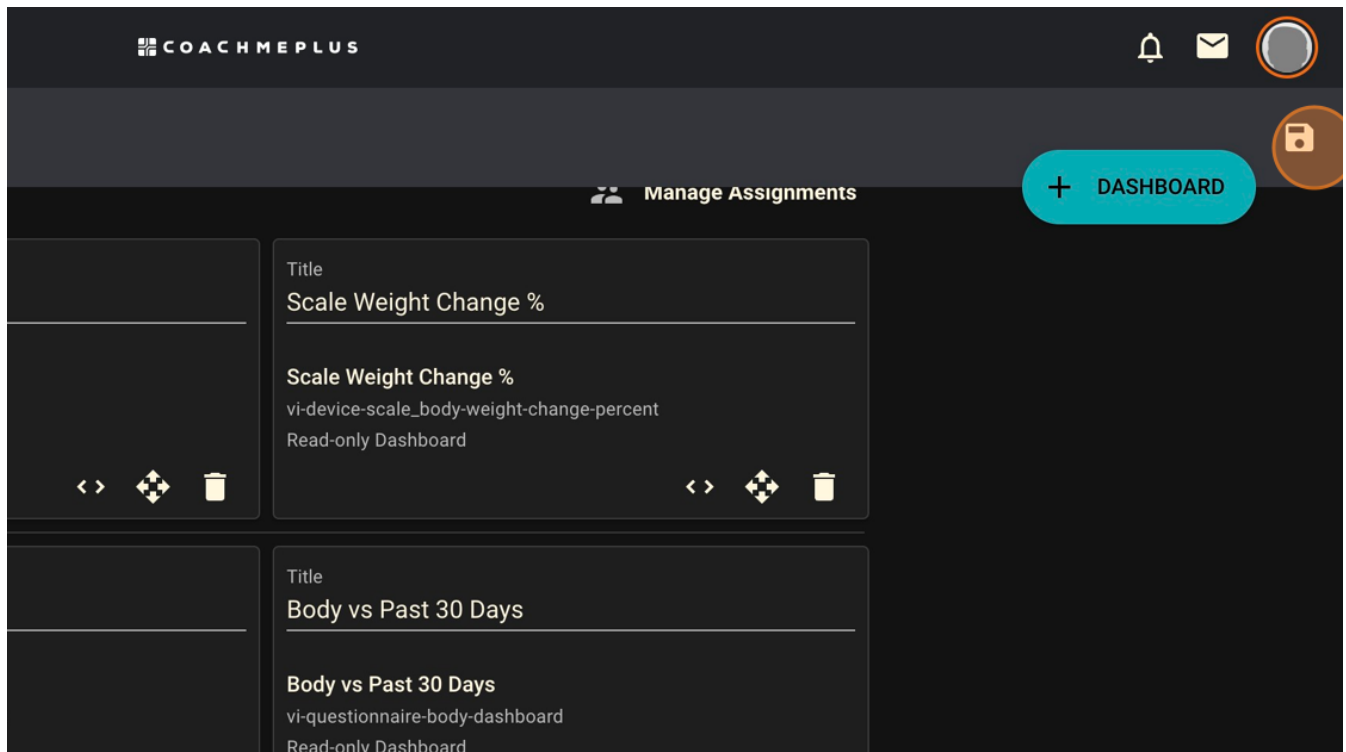 COACHMEPLUS
DASHBOARD
Manage Assignments
Title
Scale Weight Change %
Scale Weight Change %
vi-device-scale_body-weight-change-percent
Read-only Dashboard
Title
Body vs Past 30 Days
Body vs Past 30 Days
vi-questionnaire-body-dashboard
Read-only Dashboard